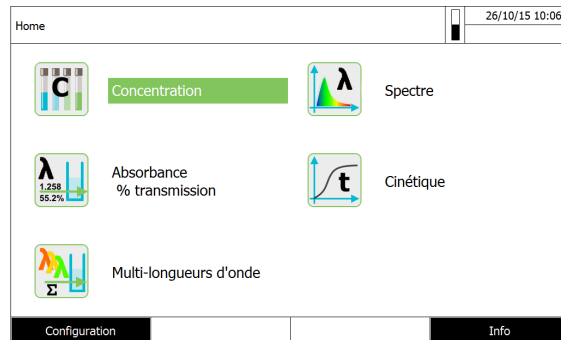 Home
26/10/15 10:06
C
Concentration
λ
Spectre
λ
1.258
55.2%
Absorbance
% transmission
t
Cinétique
λλλ
Σ
Multi-longueurs d'onde
Configuration
Info